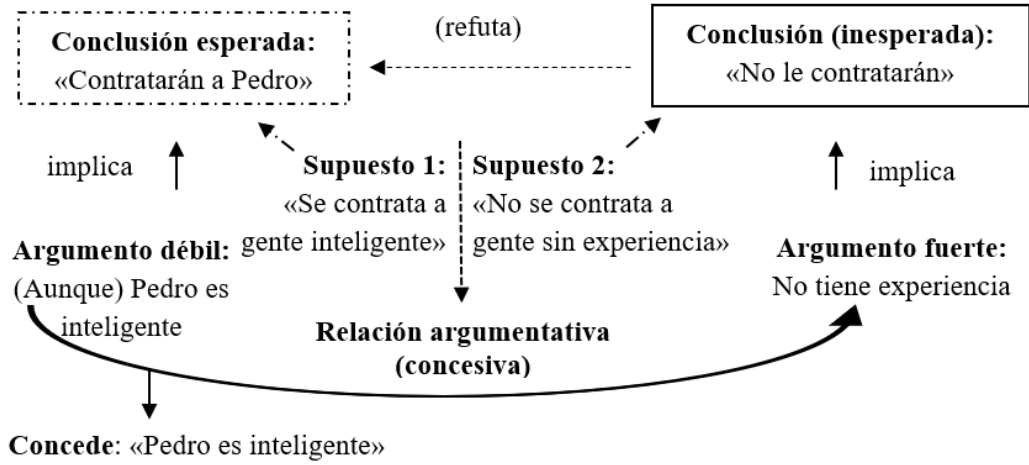 Conclusión esperada:
«Contratarán a Pedro»
(refuta)
Conclusión (inesperada):
«No le contratarán»
implica
Supuesto 1:
«Se contrata a
gente inteligente»
Supuesto 2:
«No se contrata a
gente sin experiencia»
implica
Argumento débil:
(Aunque) Pedro es
inteligente
Argumento fuerte:
No tiene experiencia
Relación argumentativa
(concesiva)
Concede: «Pedro es inteligente»